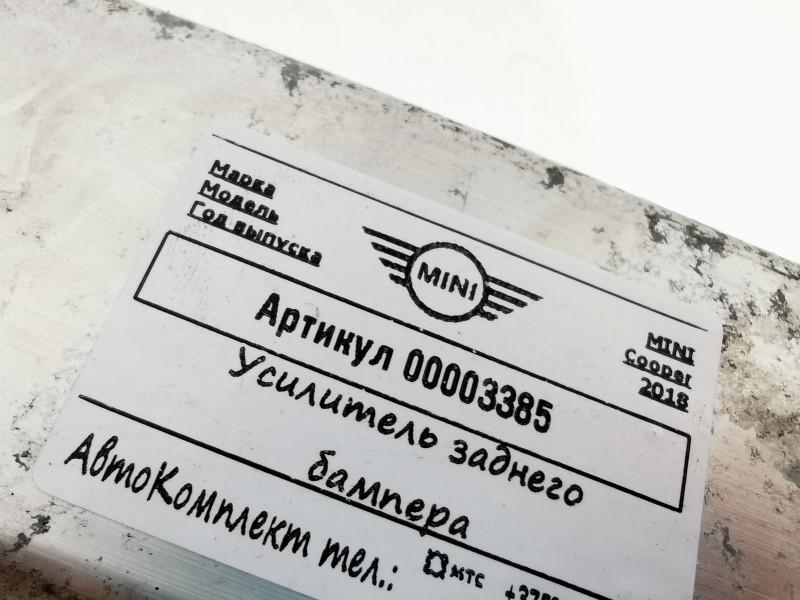 Марка
Модель
Год выпуска
MINI
MINI
Cooper
2018
Артикул 00003385
Усилитель заднего
бампера
АвтоКомплект тел.:
мтс